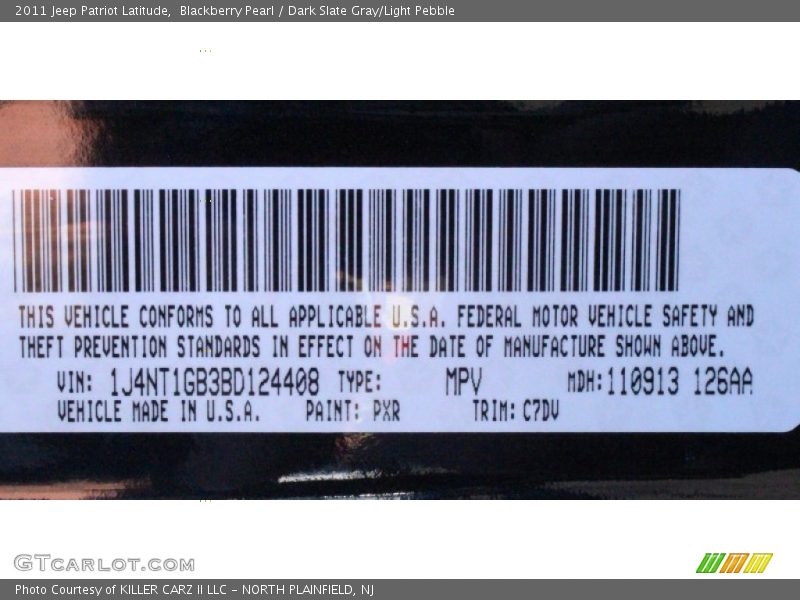 2011 Jeep Patriot Latitude,  Blackberry Pearl / Dark Slate Gray/Light Pebble
THIS VEHICLE CONFORMS TO ALL APPLICABLE U.S.A. FEDERAL MOTOR VEHICLE SAFETY AND
THEFT PREVENTION STANDARDS IN EFFECT ON THE DATE OF MANUFACTURE SHOWN ABOVE.
VIN: 1J4NT1GB3BD124408 TYPE: MPV MDH:110913 126AA
VEHICLE MADE IN U.S.A. PAINT: PXR TRIM: C7DV
GTCARLOT.COM
Photo Courtesy of KILLER CARZ II LLC - NORTH PLAINFIELD, NJ